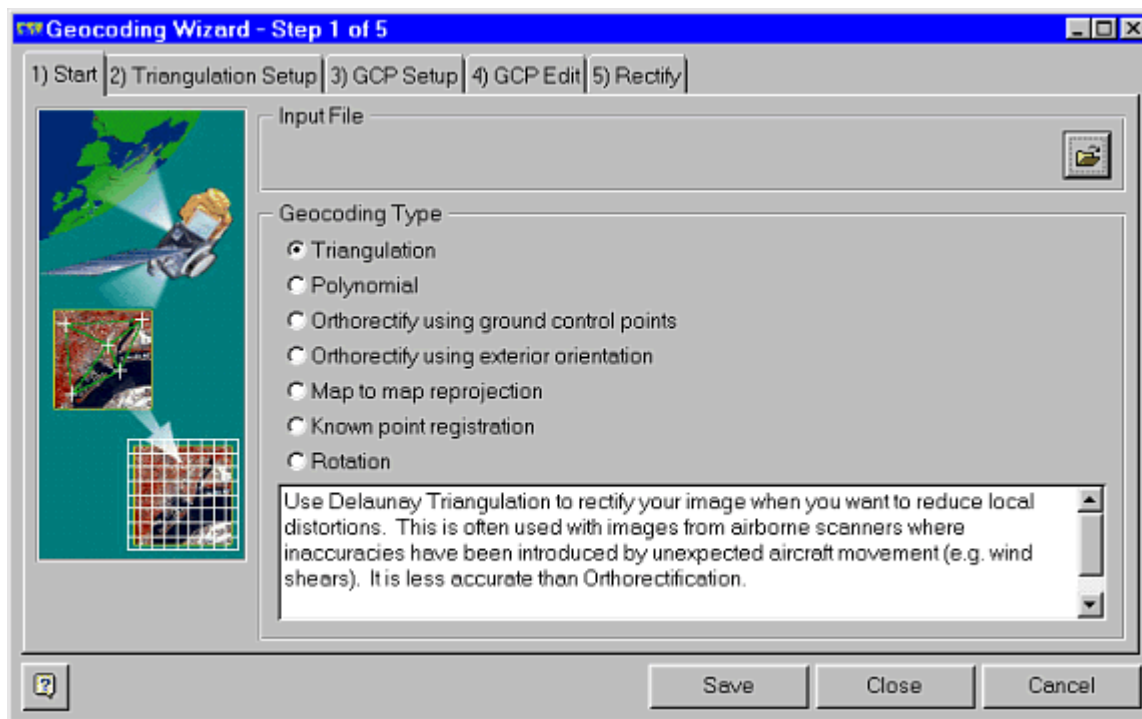 Geocoding Wizard - Step 1 of 5
1) Start 2) Triangulation Setup 3) GCP Setup 4) GCP Edit 5) Rectify
Input File
Geocoding Type
Triangulation
Polynomial
Orthorectify using ground control points
Orthorectify using exterior orientation
Map to map reprojection
Known point registration
Rotation
Use Delaunay Triangulation to rectify your image when you want to reduce local
distortions. This is often used with images from airborne scanners where
inaccuracies have been introduced by unexpected aircraft movement (e.g. wind
shears). It is less accurate than Orthorectification.
Save Close Cancel